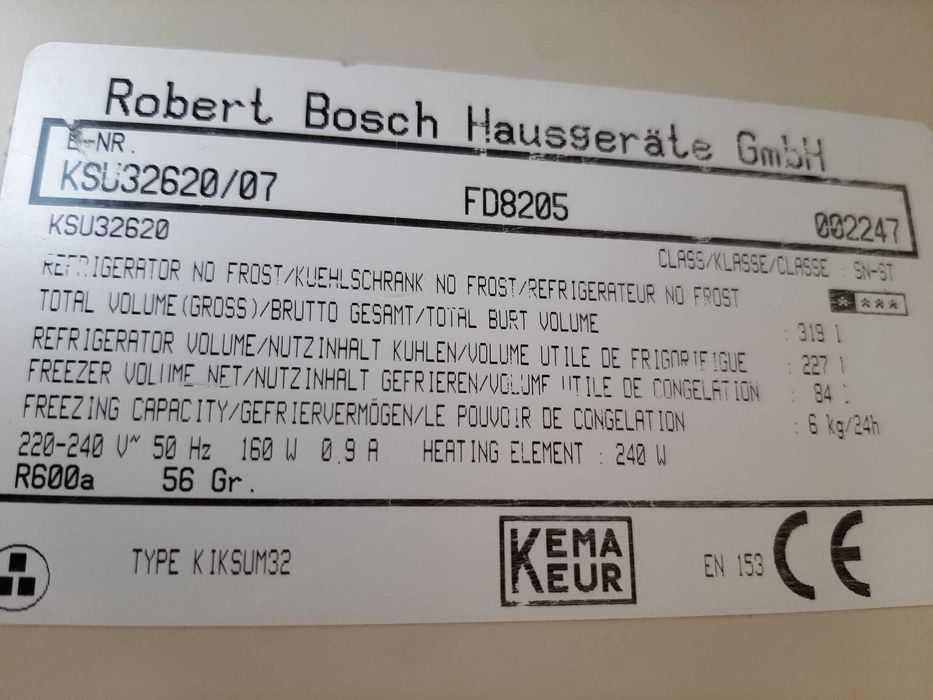 Robert Bosch Hausgeräte GmbH
E-NR.
KSU32620/07 FD8205 002247
KSU32620 CLASS/KLASSE/CLASSE : SN-ST
REFRIGERATOR NO FROST/KUEHLSCHRANK NO FROST/REFRIGERATEUR NO FROST
TOTAL VOLUME(GROSS)/BRUTTO GESAMT/TOTAL BURT VOLUME : 319 l
REFRIGERATOR VOLUME/NUTZINHALT KUHLEN/VOLUME UTILE DE FRIGORIFIGUE : 227 l
FREEZER VOLUME NET/NUTZINHALT GEFRIEREN/VOLUME UTILE DE CONGELATION : 84 l
FREEZING CAPACITY/GEFRIERVERMÖGEN/LE POUVOIR DE CONGELATION : 6 kg/24h
220-240 V~ 50 Hz 160 W 0.9 A HEATING ELEMENT : 240 W
R600a 56 Gr.
TYPE KIKSUM32 KEMA KEUR EN 153 CE